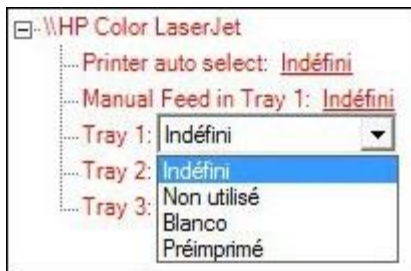 \\HP Color LaserJet
Printer auto select: Indéfini
Manual Feed in Tray 1: Indéfini
Tray 1: Indéfini
Tray 2: Indéfini
Non utilisé
Tray 3: Blanco
Préimprimé